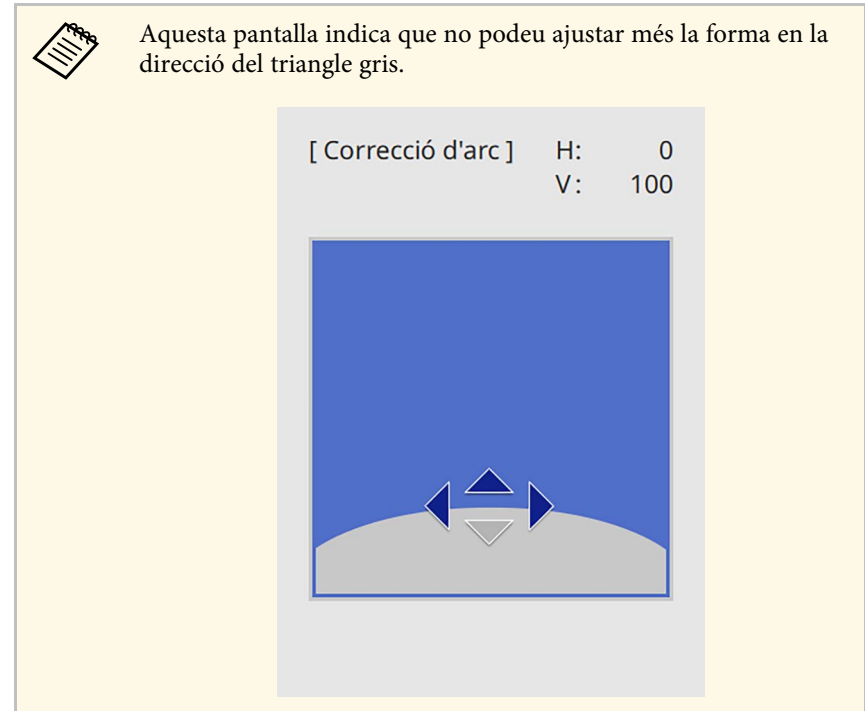 Aquesta pantalla indica que no podeu ajustar més la forma en la
direcció del triangle gris.
[ Correcció d'arc ] H: 0
V: 100